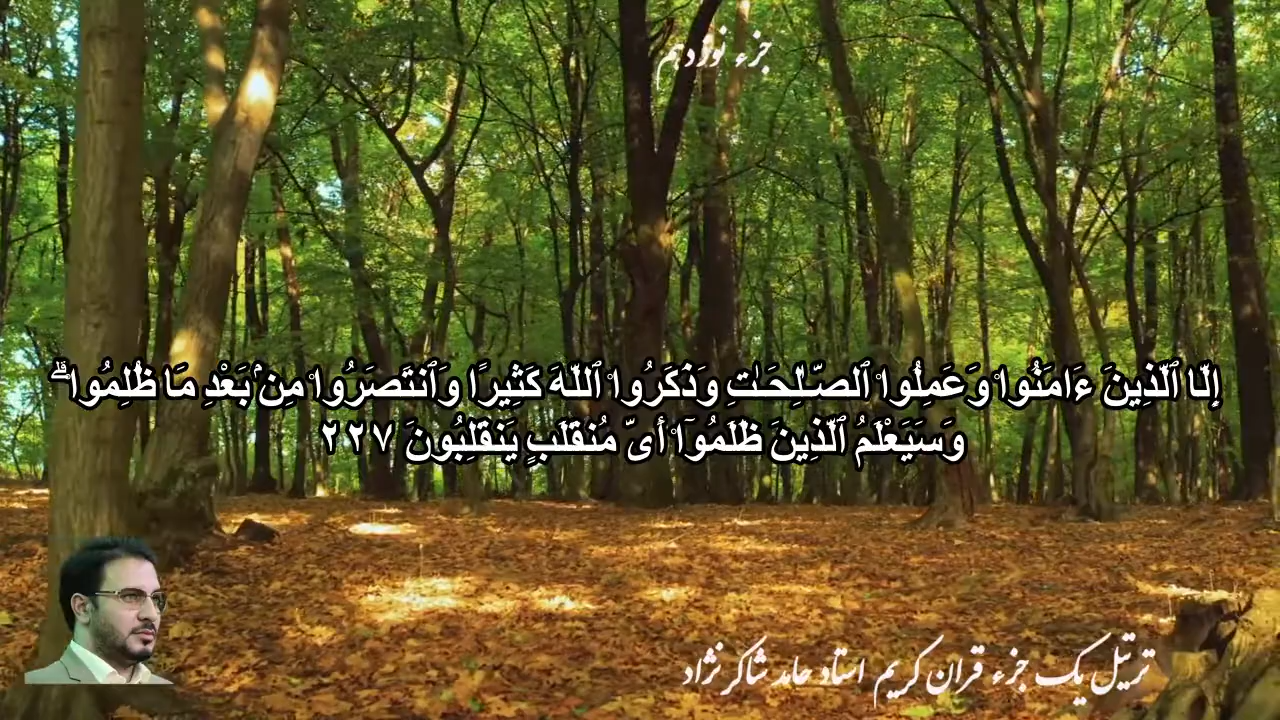 جزء نوزدهم
إِلَّا ٱلَّذِينَ ءَامَنُوا۟ وَعَمِلُوا۟ ٱلصَّـٰلِحَـٰتِ وَذَكَرُوا۟ ٱللَّهَ كَثِيرًا وَٱنتَصَرُوا۟ مِنۢ بَعْدِ مَا ظُلِمُوا۟ ۗ
وَسَيَعْلَمُ ٱلَّذِينَ ظَلَمُوٓا۟ أَىَّ مُنقَلَبٍ يَنقَلِبُونَ ٢٢٧
ترتیل یک جزء قران کریم استاد حامد شاکرنژاد